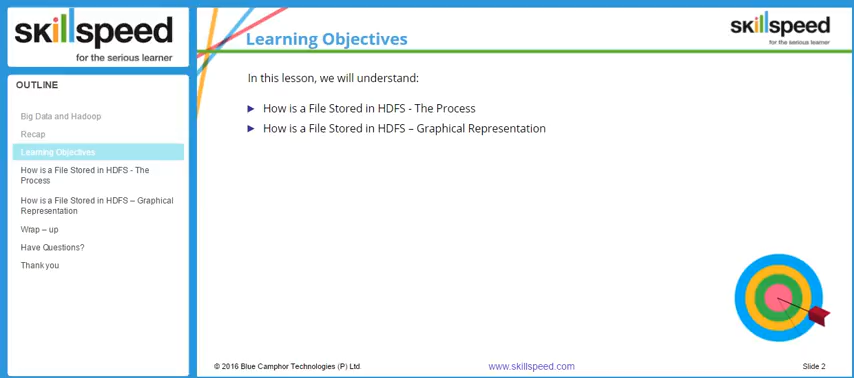 skillspeed
for the serious learner
OUTLINE
Big Data and Hadoop
Recap
Learning Objectives
How is a File Stored in HDFS - The
Process
How is a File Stored in HDFS – Graphical
Representation
Wrap – up
Have Questions?
Thank you
Learning Objectives
skillspeed
for the serious learner
In this lesson, we will understand:
► How is a File Stored in HDFS - The Process
► How is a File Stored in HDFS – Graphical Representation
© 2016 Blue Camphor Technologies (P) Ltd.
www.skillspeed.com
Slide 2